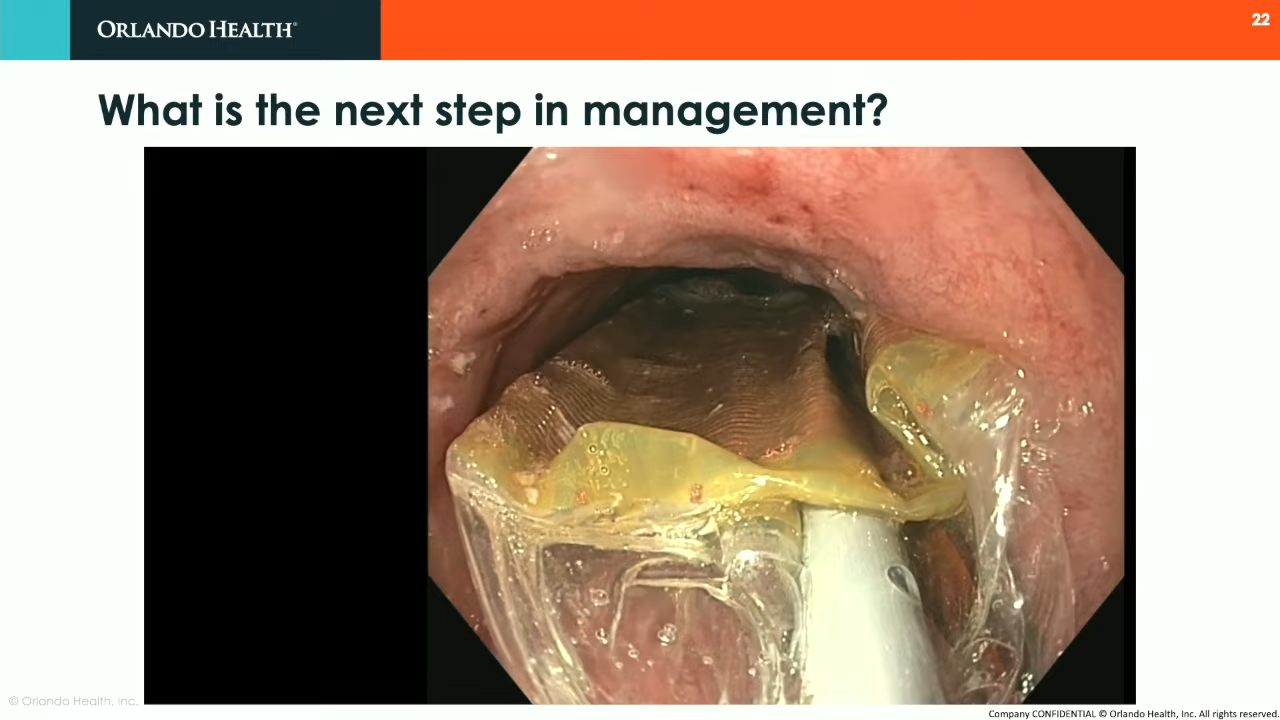 ORLANDO HEALTH®
22
What is the next step in management?
© Orlando Health, Inc.
Company CONFIDENTIAL © Orlando Health, Inc. All rights reserved.